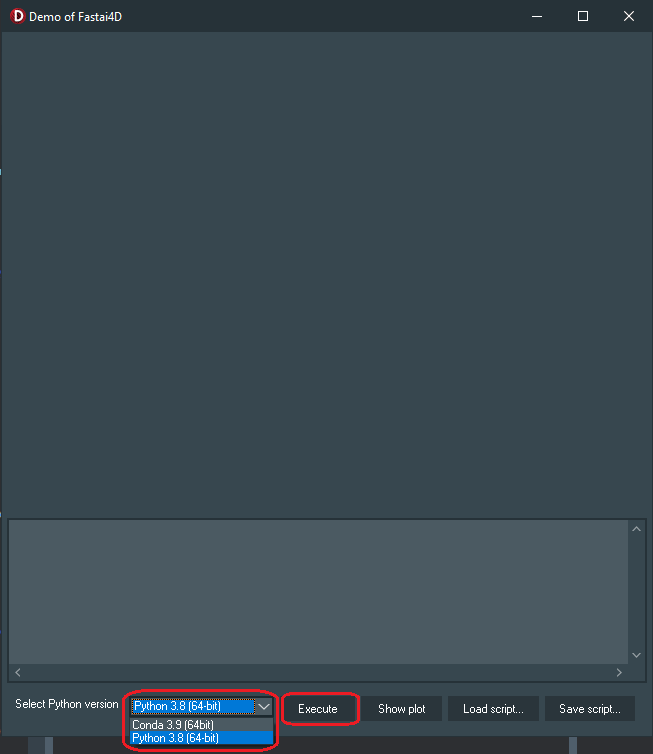 D Demo of Fastai4D
Select Python version Python 3.8 (64-bit) Execute Show plot Load script... Save script...
Conda 3.9 (64bit)
Python 3.8 (64-bit)